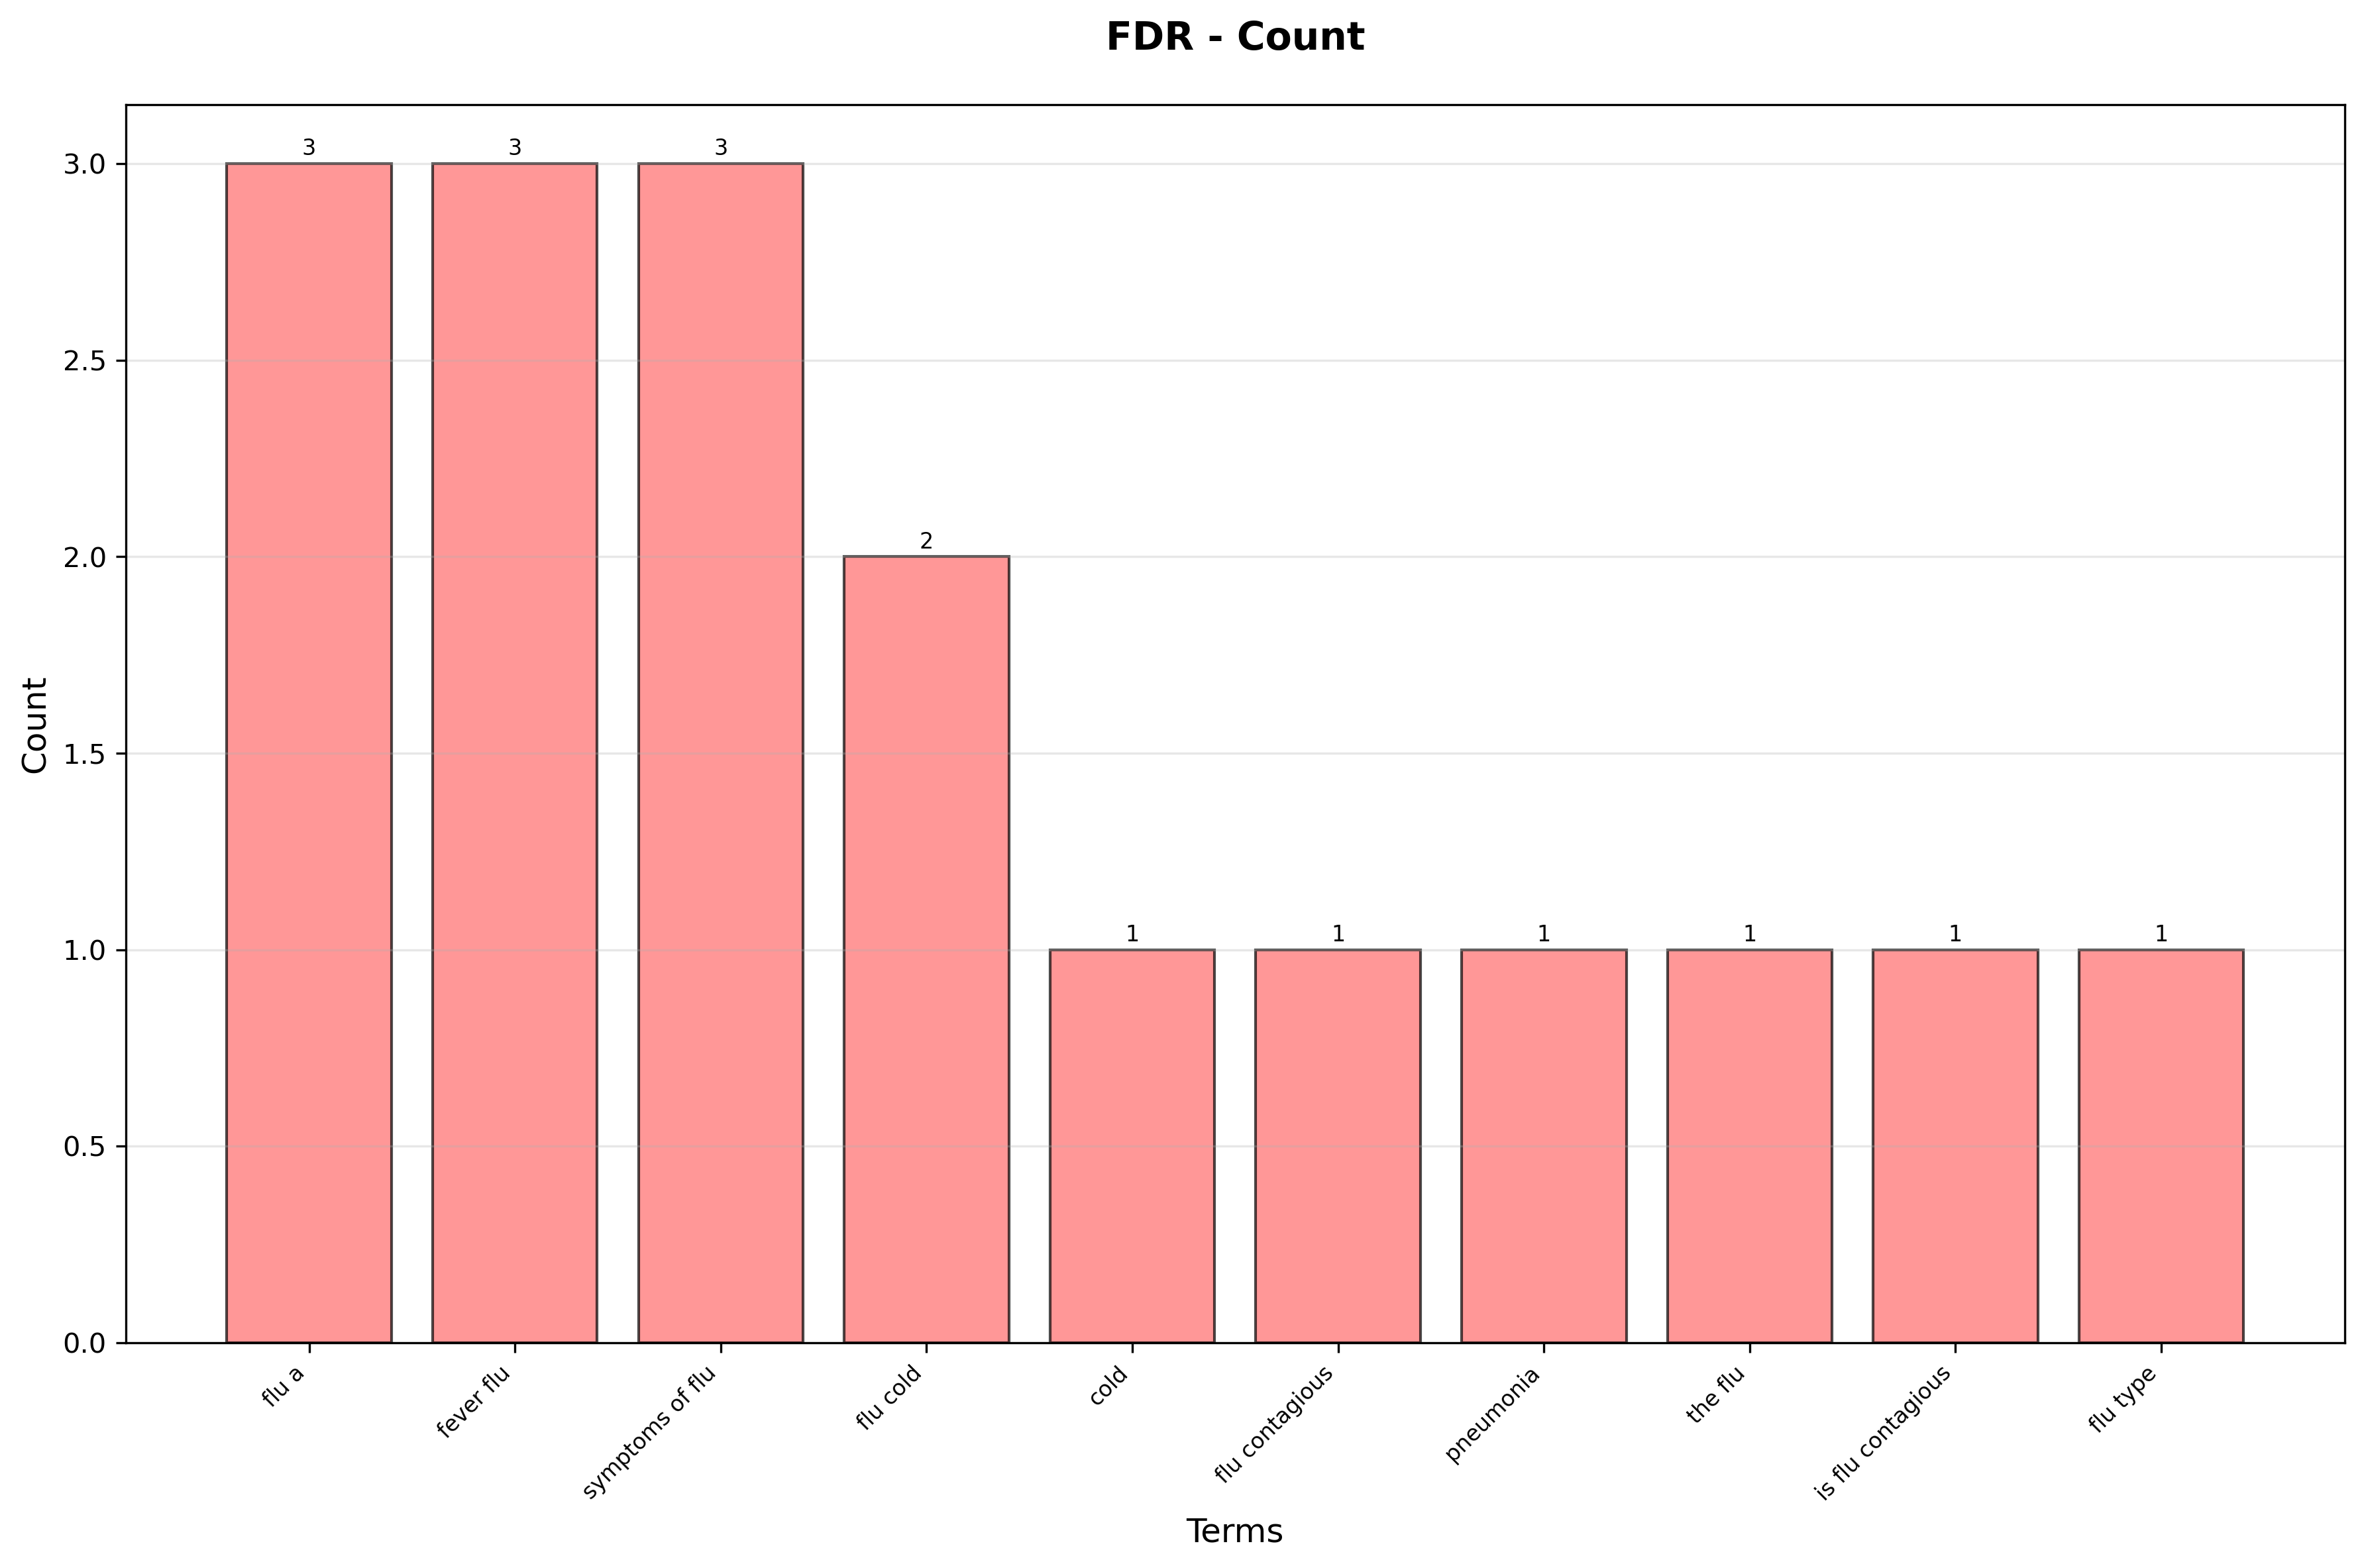 FDR - Count
3 3 3
3.0
2.5
2
2.0
Count
1.5
1 1 1 1 1 1
1.0
0.5
0.0
flu a
fever flu
symptoms of flu
flu cold
cold
flu contagious
pneumonia
the flu
is flu contagious
flu type
Terms